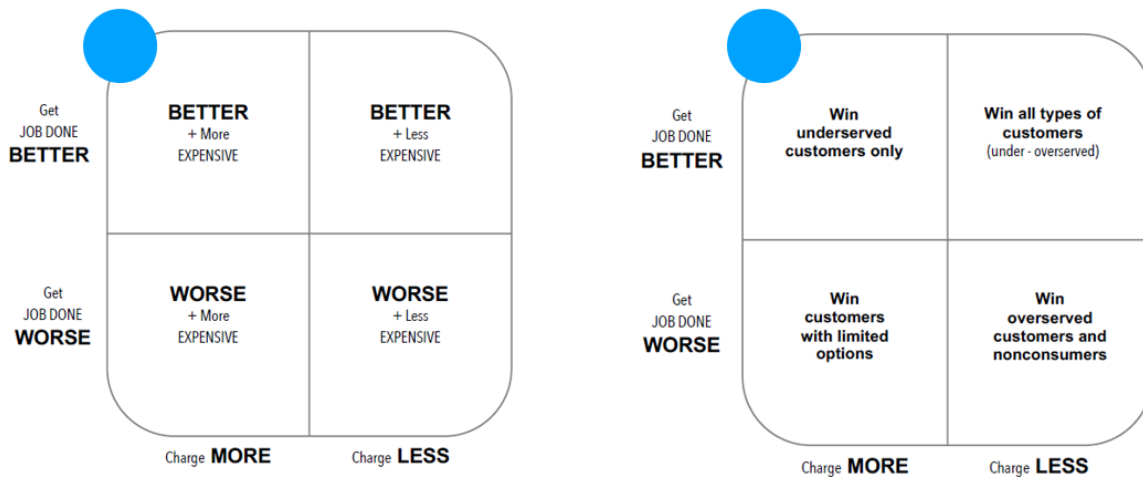 Get
JOB DONE
BETTER
BETTER
+ More
EXPENSIVE
BETTER
+ Less
EXPENSIVE
Get
JOB DONE
WORSE
WORSE
+ More
EXPENSIVE
WORSE
+ Less
EXPENSIVE
Charge MORE
Charge LESS
Get
JOB DONE
BETTER
Win
underserved
customers only
Win all types of
customers
(under - overserved)
Get
JOB DONE
WORSE
Win
customers
with limited
options
Win
overserved
customers and
nonconsumers
Charge MORE
Charge LESS